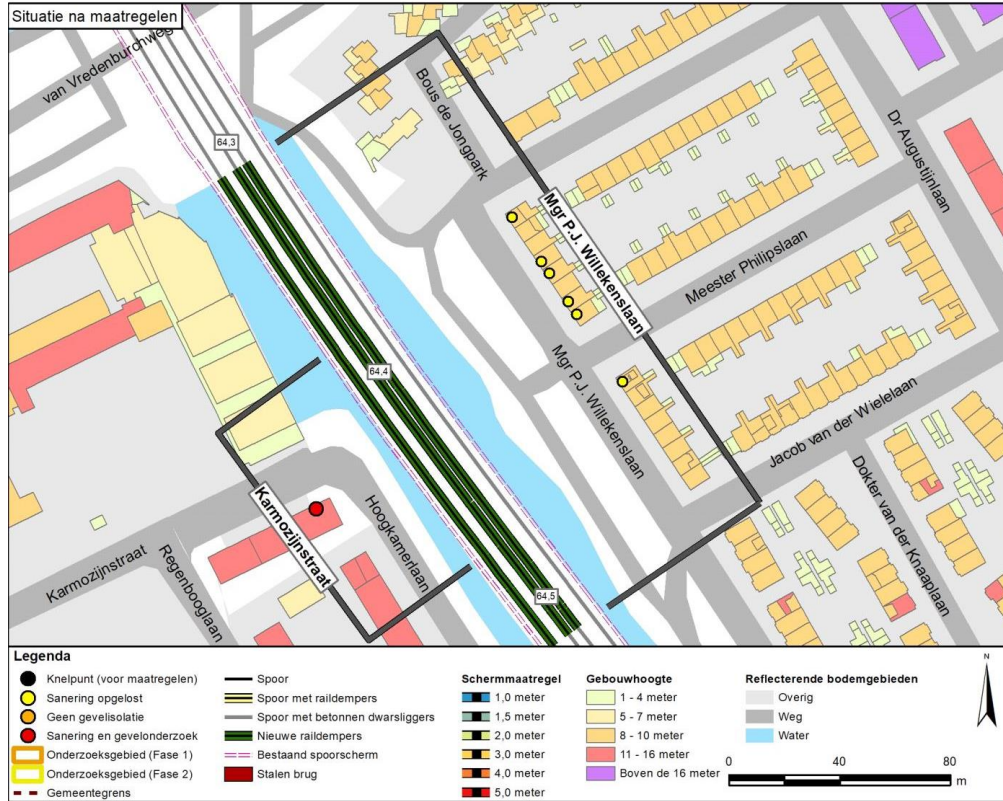 Situatie na maatregelen
van Vredenburchweg
64,3
Bous de Jongpark
Dr Augustijnlaan
Mgr P.J. Willekenslaan
Meester Philipslaan
64,4
Mgr P.J. Willekenslaan
Jacob van der Wielelaan
Dokter van der Knaaplaan
Karmozijnstraat
Hoogkamerlaan
Karmozijnstraat
Regenbooglaan
64,5
Legenda
Knelpunt (voor maatregelen)
Sanering opgelost
Geen gevelisolatie
Sanering en gevelonderzoek
Onderzoeksgebied (Fase 1)
Onderzoeksgebied (Fase 2)
Gemeentegrens
Spoor
Spoor met raildempers
Spoor met betonnen dwarsliggers
Nieuwe raildempers
Bestaand spoorscherm
Stalen brug
Schermmaatregel
1,0 meter
1,5 meter
2,0 meter
3,0 meter
4,0 meter
5,0 meter
Gebouwhoogte
1 - 4 meter
5 - 7 meter
8 - 10 meter
11 - 16 meter
Boven de 16 meter
Reflecterende bodemgebieden
Overig
Weg
Water
N
0 40 80
m